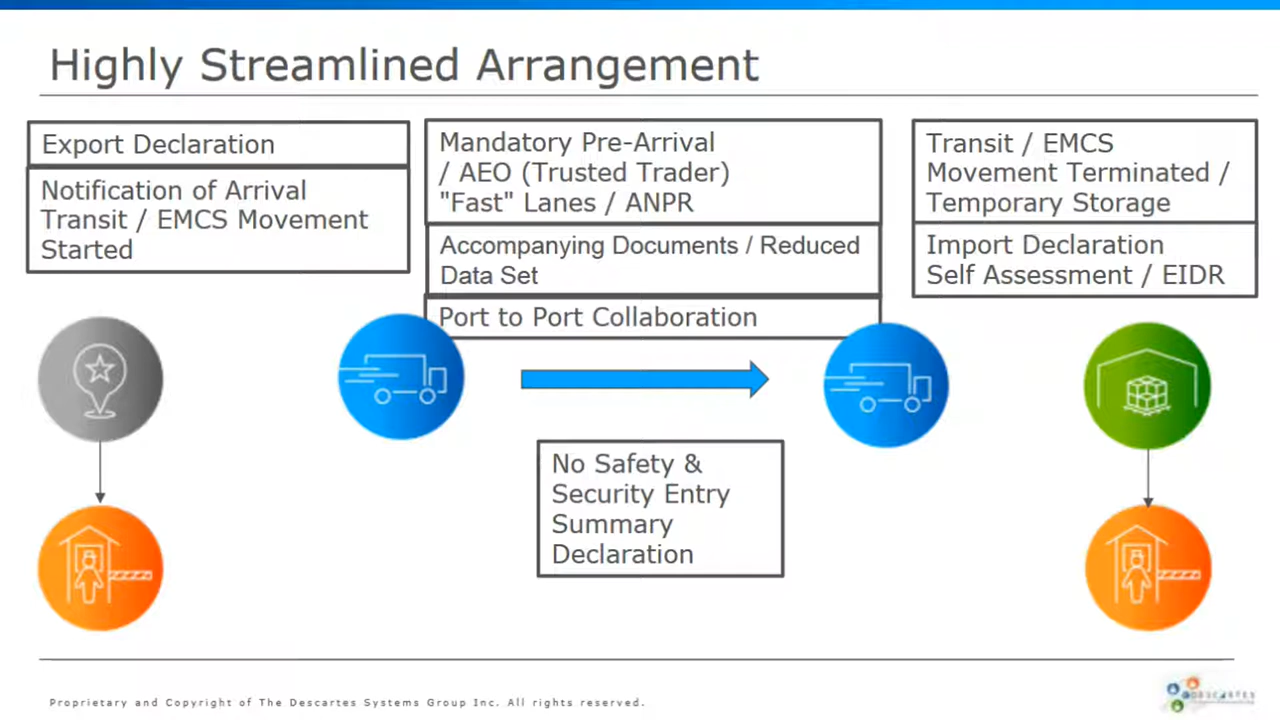 Highly Streamlined Arrangement
Export Declaration
Notification of Arrival
Transit / EMCS Movement
Started
Mandatory Pre-Arrival
/ AEO (Trusted Trader)
"Fast" Lanes / ANPR
Accompanying Documents / Reduced
Data Set
Port to Port Collaboration
Transit / EMCS
Movement Terminated /
Temporary Storage
Import Declaration
Self Assessment / EIDR
No Safety &
Security Entry
Summary
Declaration
Proprietary and Copyright of The Descartes Systems Group Inc. All rights reserved.
DESCARTES